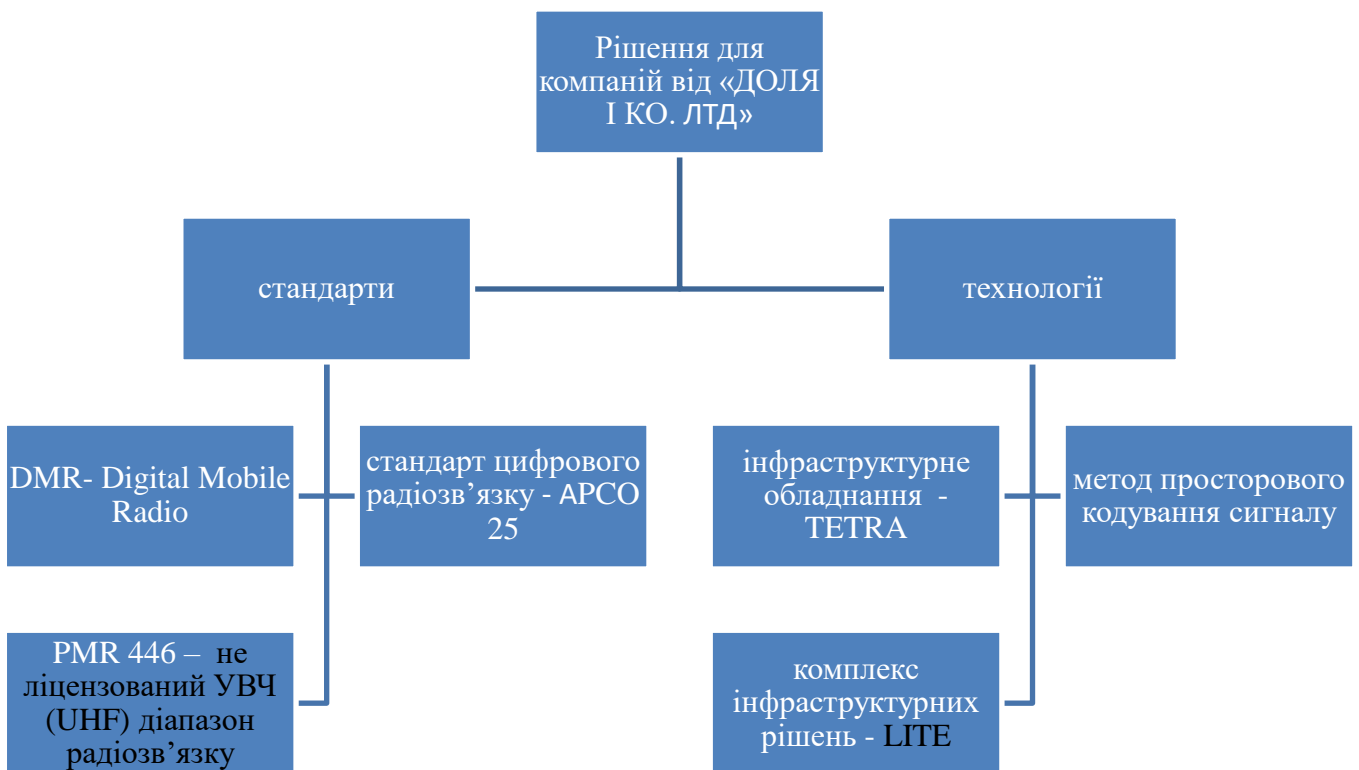 Рішення для
компаній від «ДОЛЯ
І КО. ЛТД»
стандарти
технології
DMR- Digital Mobile
Radio
стандарт цифрового
радіозв’язку - APCO
25
інфраструктурне
обладнання - 
TETRA
метод просторового
кодування сигналу
PMR 446 – не
ліцензований УВЧ
(UHF) діапазон
радіозв’язку
комплекс
інфраструктурних
рішень - LITE